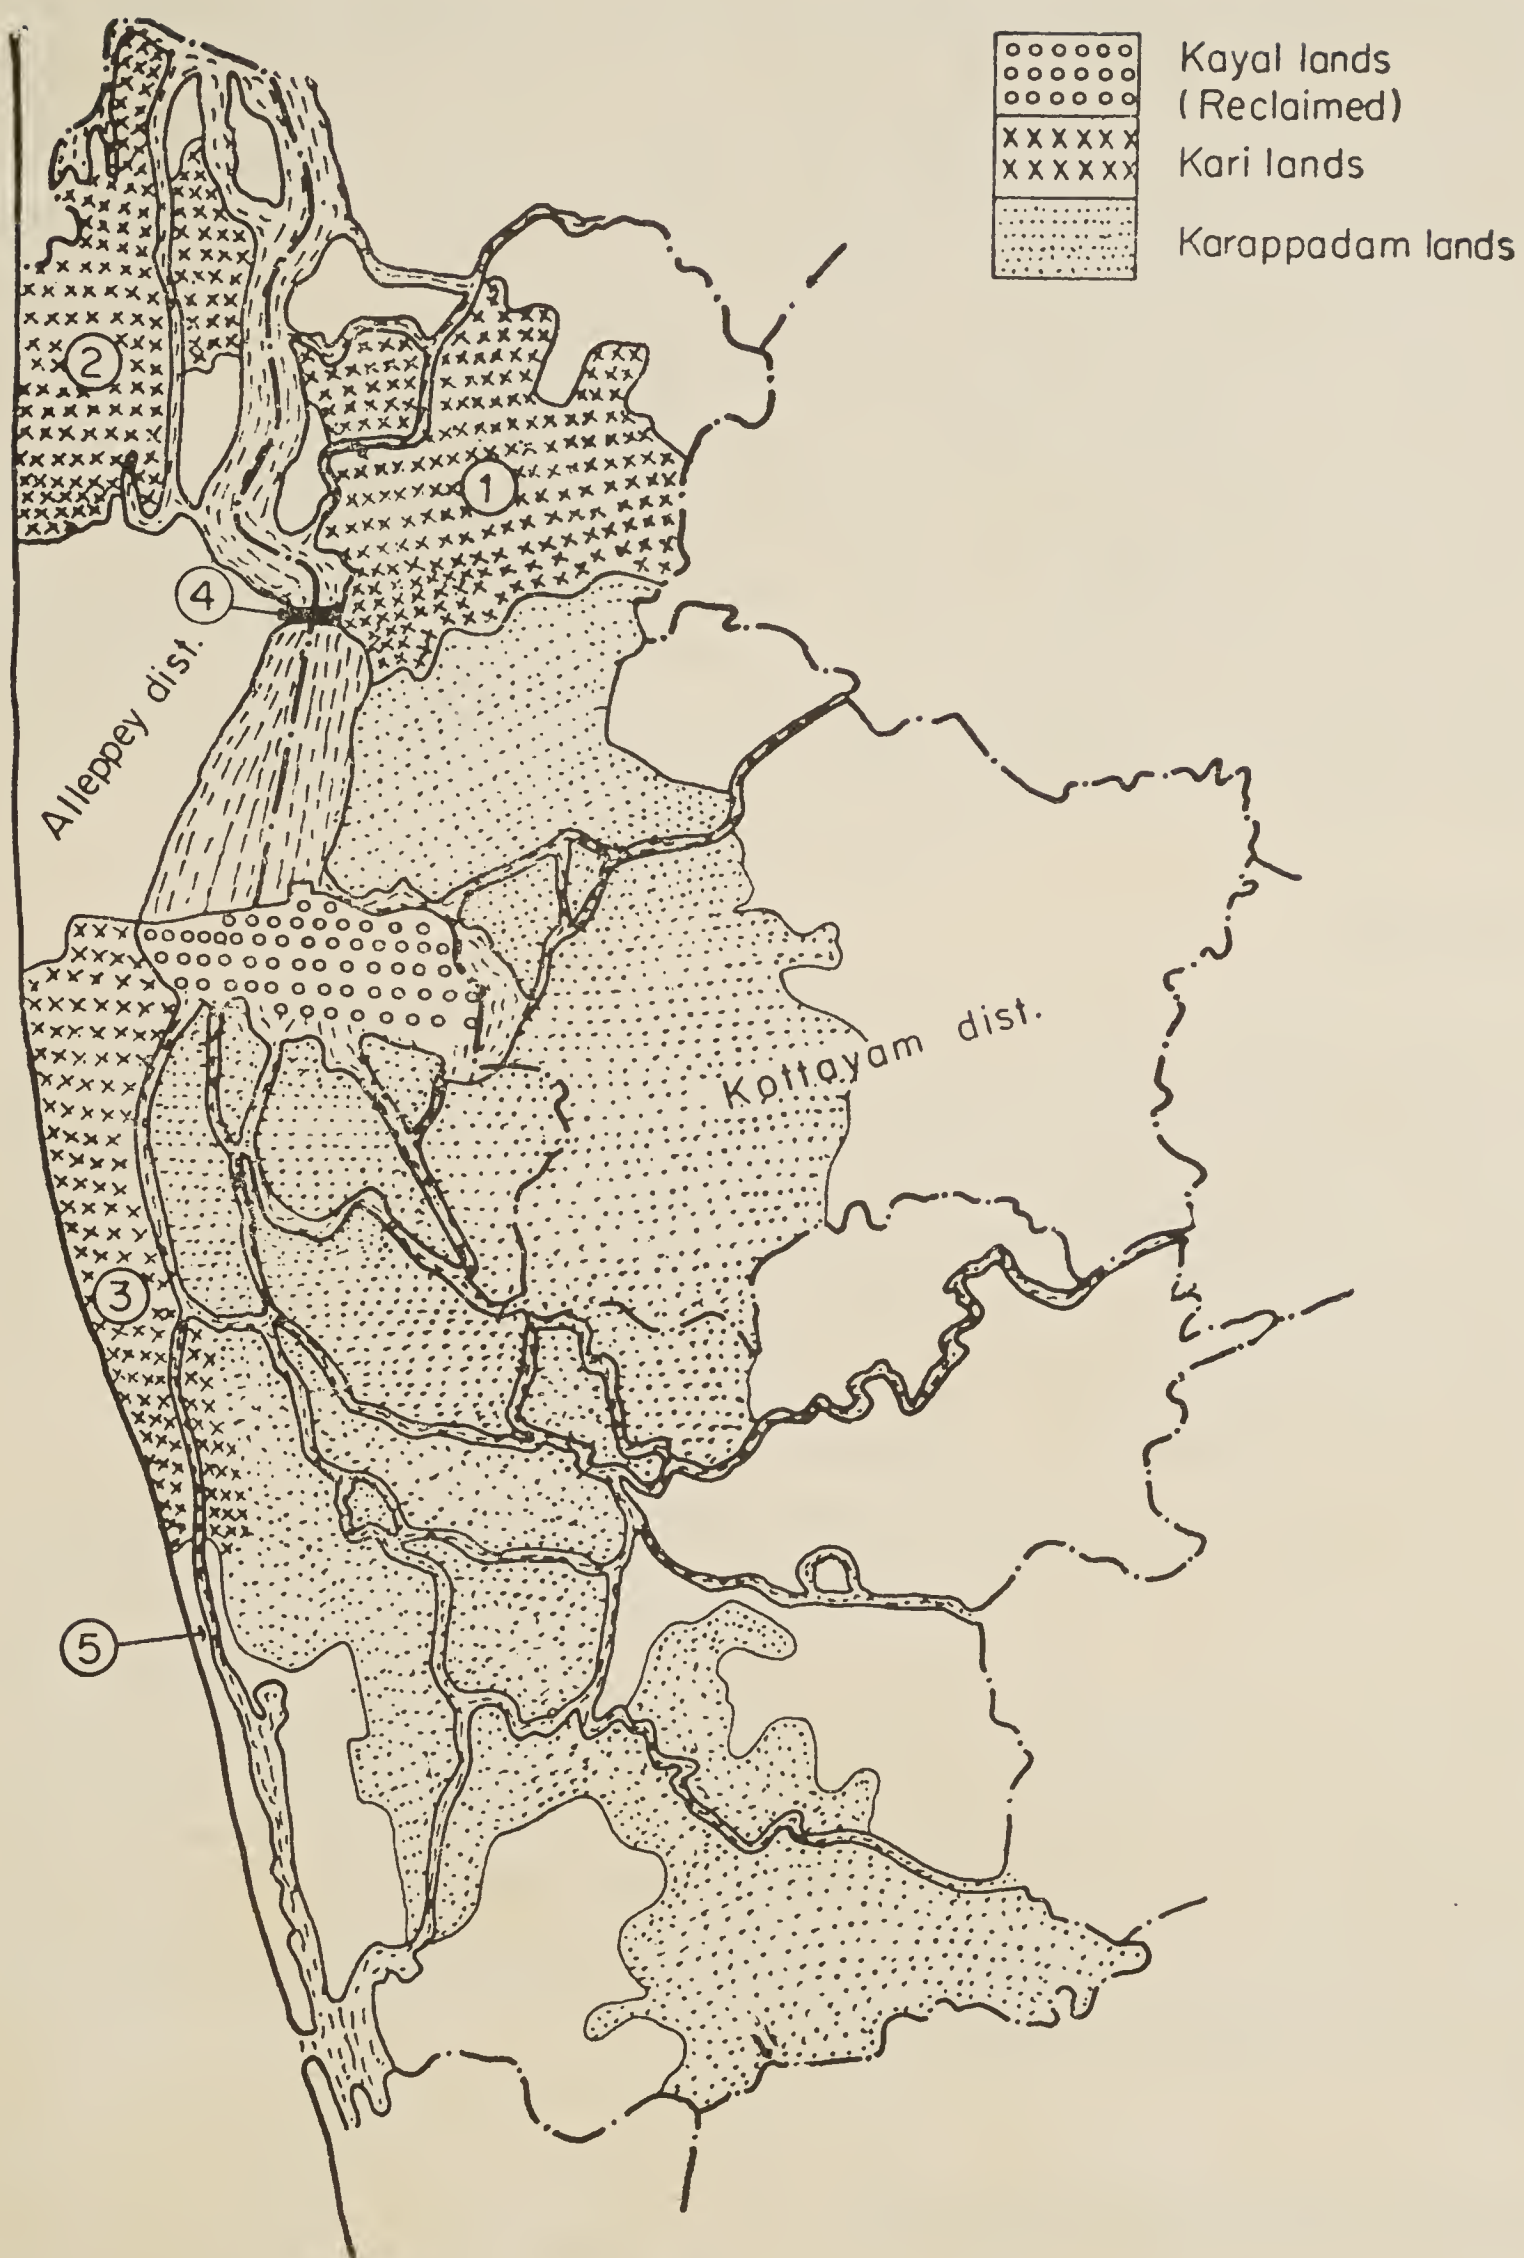 Kayal lands
(Reclaimed)
Kari lands
Karappadam lands
2
1
4
Alleppey dist.
Kottayam dist.
3
5